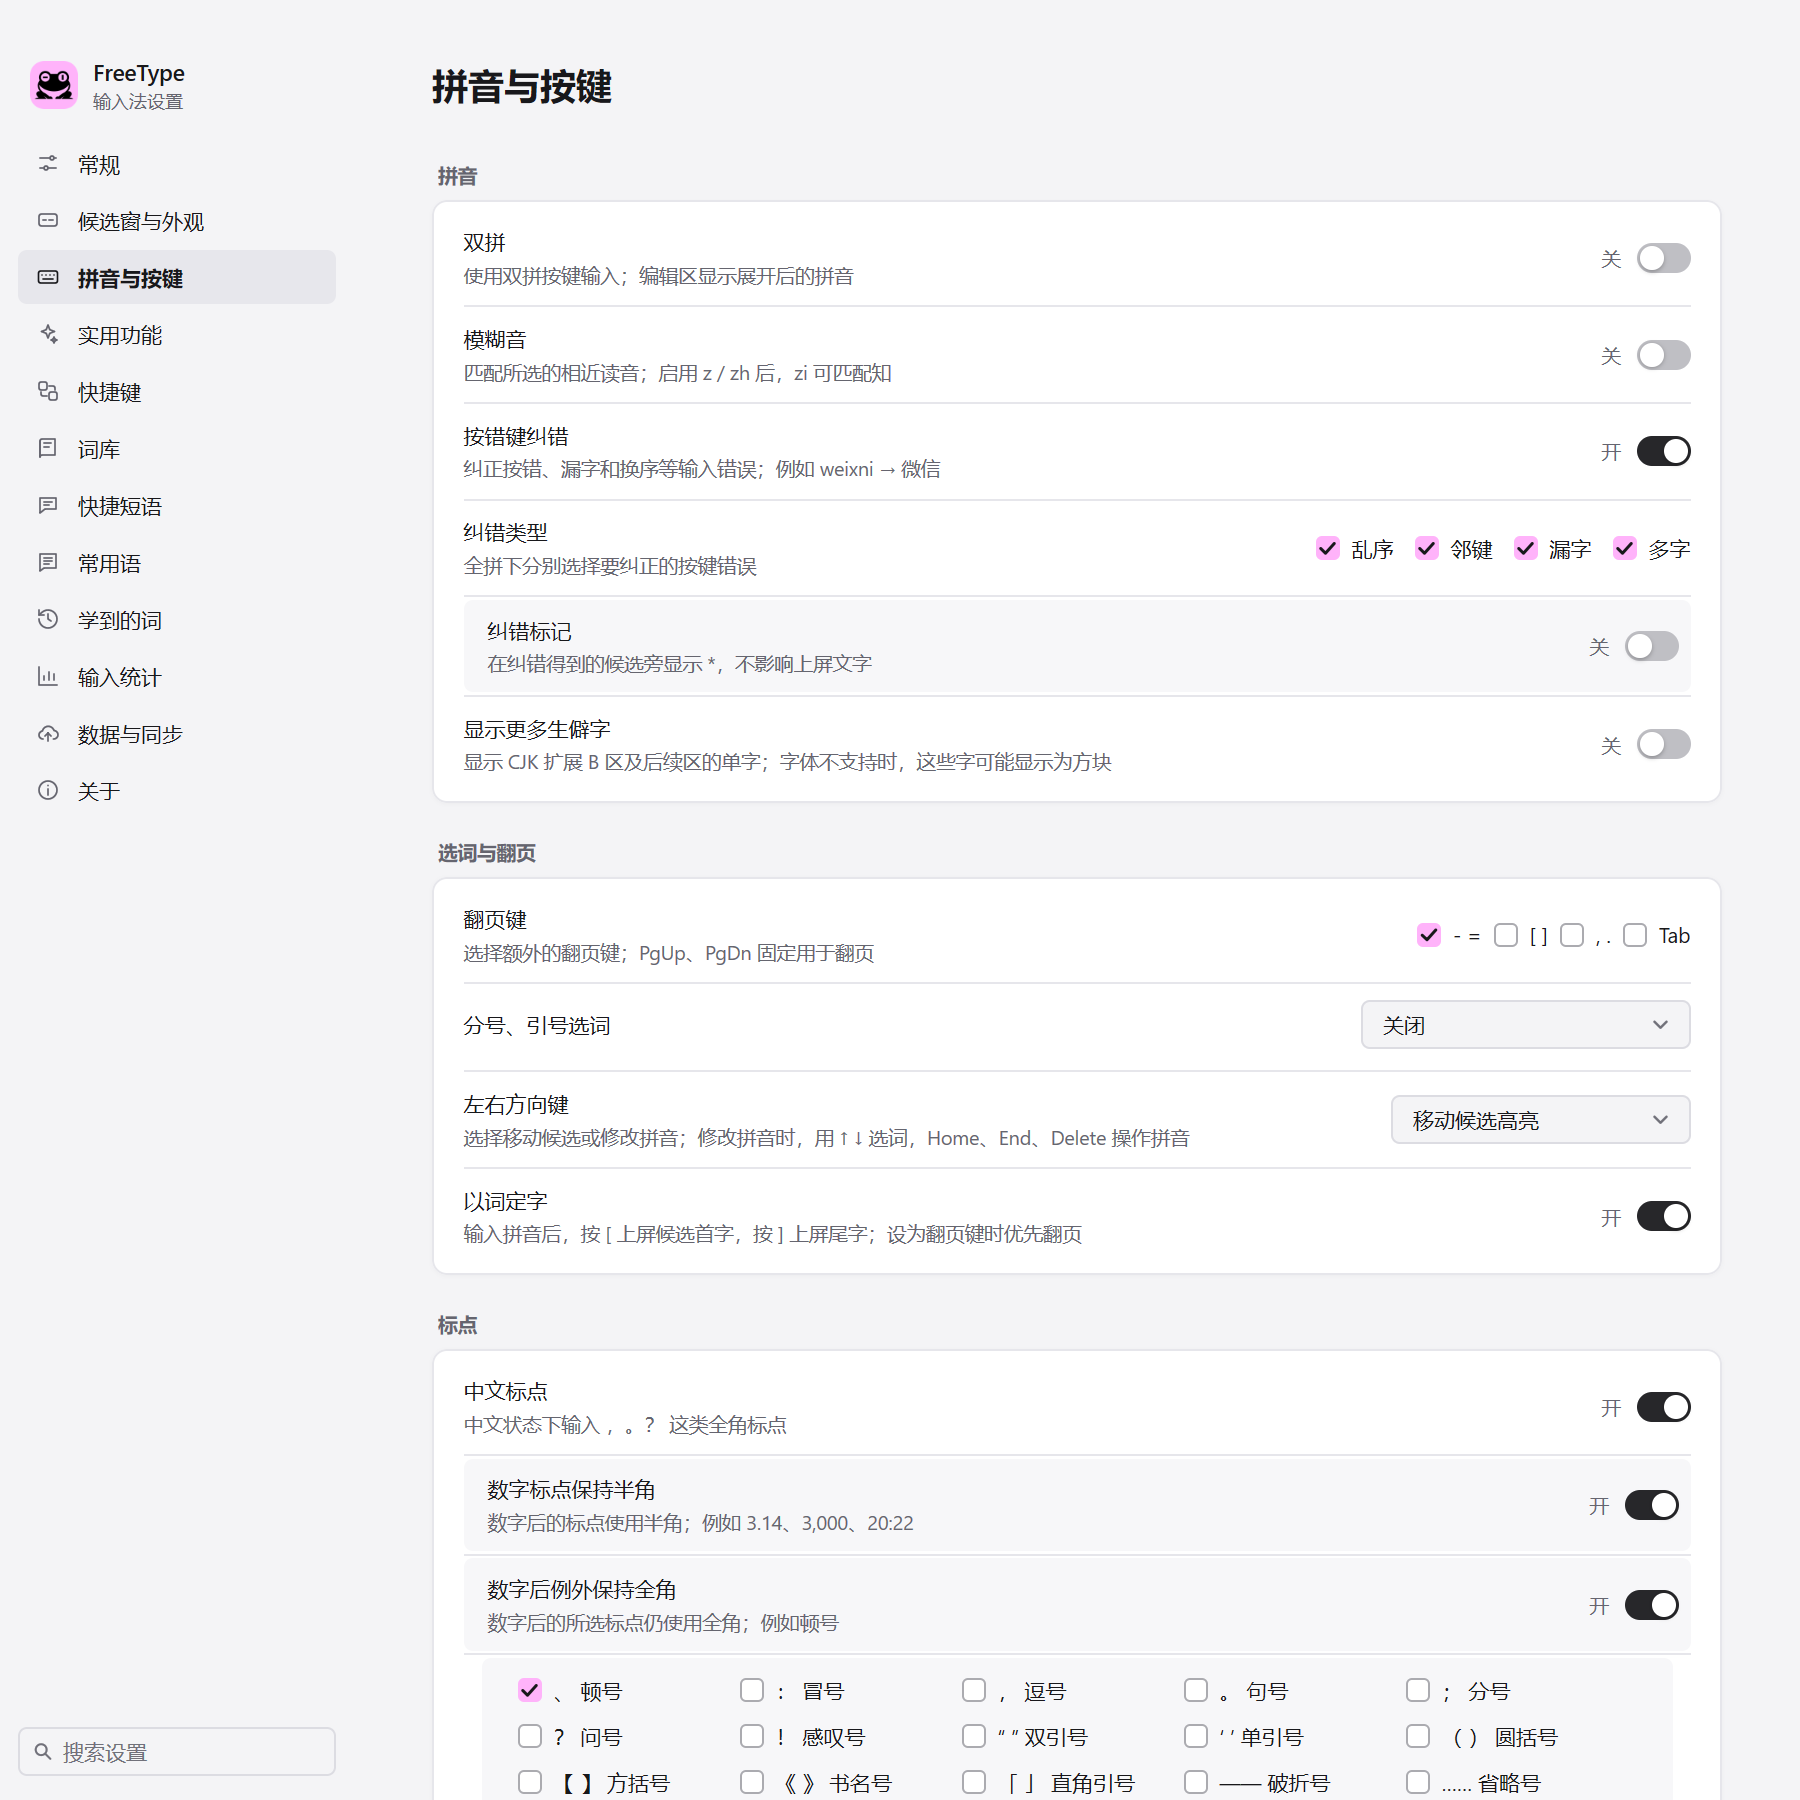 FreeType
输入法设置
常规
候选窗与外观
拼音与按键
实用功能
快捷键
词库
快捷短语
常用语
学到的词
输入统计
数据与同步
关于
搜索设置
拼音与按键
拼音
双拼
使用双拼按键输入；编辑区显示展开后的拼音
关
模糊音
匹配所选的相近读音；启用 z / zh 后，zi 可匹配知
关
按错键纠错
纠正按错、漏字和换序等输入错误；例如 weixni → 微信
开
纠错类型
全拼下分别选择要纠正的按键错误
乱序 邻键 漏字 多字
纠错标记
在纠错得到的候选旁显示 *，不影响上屏文字
关
显示更多生僻字
显示 CJK 扩展 B 区及后续区的单字；字体不支持时，这些字可能显示为方块
关
选词与翻页
翻页键
选择额外的翻页键；PgUp、PgDn 固定用于翻页
- = [ ] , . Tab
分号、引号选词
关闭
左右方向键
选择移动候选或修改拼音；修改拼音时，用 ↑ ↓ 选词，Home、End、Delete 操作拼音
移动候选高亮
以词定字
输入拼音后，按 [ 上屏候选首字，按 ] 上屏尾字；设为翻页键时优先翻页
开
标点
中文标点
中文状态下输入 ，。？ 这类全角标点
开
数字标点保持半角
数字后的标点使用半角；例如 3.14、3,000、20:22
开
数字后例外保持全角
数字后的所选标点仍使用全角；例如顿号
开
、 顿号 ： 冒号 ， 逗号 。 句号 ； 分号
？ 问号 ！ 感叹号 “ ” 双引号 ‘ ’ 单引号 （ ） 圆括号
【 】 方括号 《 》 书名号 「 」 直角引号 —— 破折号 …… 省略号